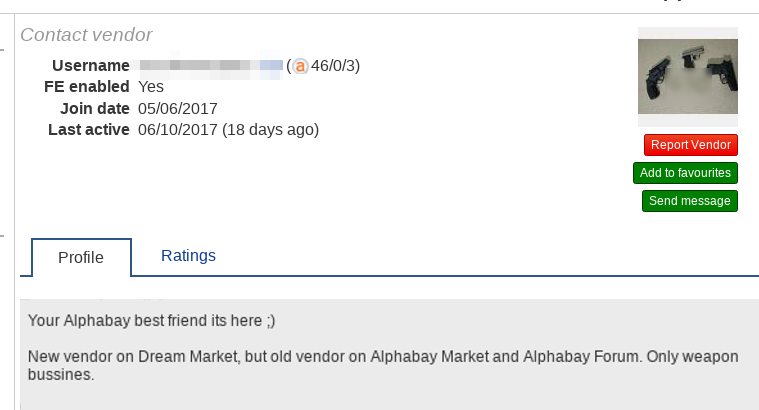 Contact vendor
Username (a 46/0/3)
FE enabled Yes
Join date 05/06/2017
Last active 06/10/2017 (18 days ago)
Report Vendor
Add to favourites
Send message
Profile Ratings
Your Alphabay best friend its here ;)
New vendor on Dream Market, but old vendor on Alphabay Market and Alphabay Forum. Only weapon
bussines.